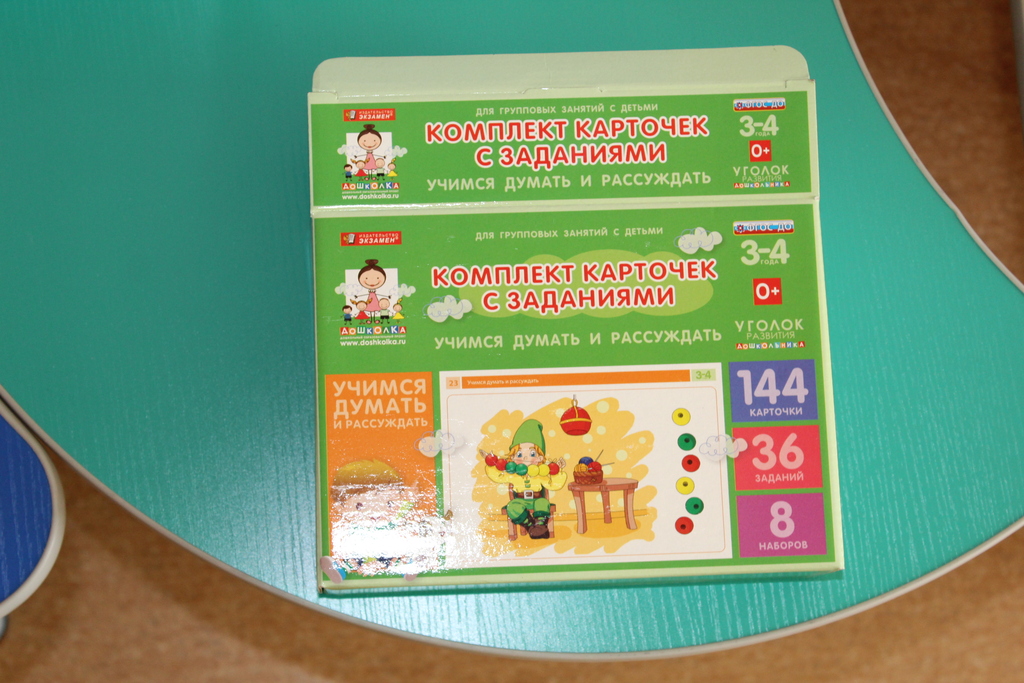 ИЗДАТЕЛЬСТВО
ЭКЗАМЕН®
ДОШКОЛКА
www.doshkolka.ru
ДЛЯ ГРУППОВЫХ ЗАНЯТИЙ С ДЕТЬМИ
КОМПЛЕКТ КАРТОЧЕК
С ЗАДАНИЯМИ
УЧИМСЯ ДУМАТЬ И РАССУЖДАТЬ
ФГОС ДО
3-4
ГОДА
0+
УГОЛОК
РАЗВИТИЯ
ДОШКОЛЬНИКА
ИЗДАТЕЛЬСТВО
ЭКЗАМЕН®
ДОШКОЛКА
www.doshkolka.ru
ДЛЯ ГРУППОВЫХ ЗАНЯТИЙ С ДЕТЬМИ
КОМПЛЕКТ КАРТОЧЕК
С ЗАДАНИЯМИ
УЧИМСЯ ДУМАТЬ И РАССУЖДАТЬ
ФГОС ДО
3-4
ГОДА
0+
УГОЛОК
РАЗВИТИЯ
ДОШКОЛЬНИКА
УЧИМСЯ
ДУМАТЬ
И РАССУЖДАТЬ
23 Учимся думать и рассуждать 3-4
144
КАРТОЧКИ
36
ЗАДАНИЙ
8
НАБОРОВ